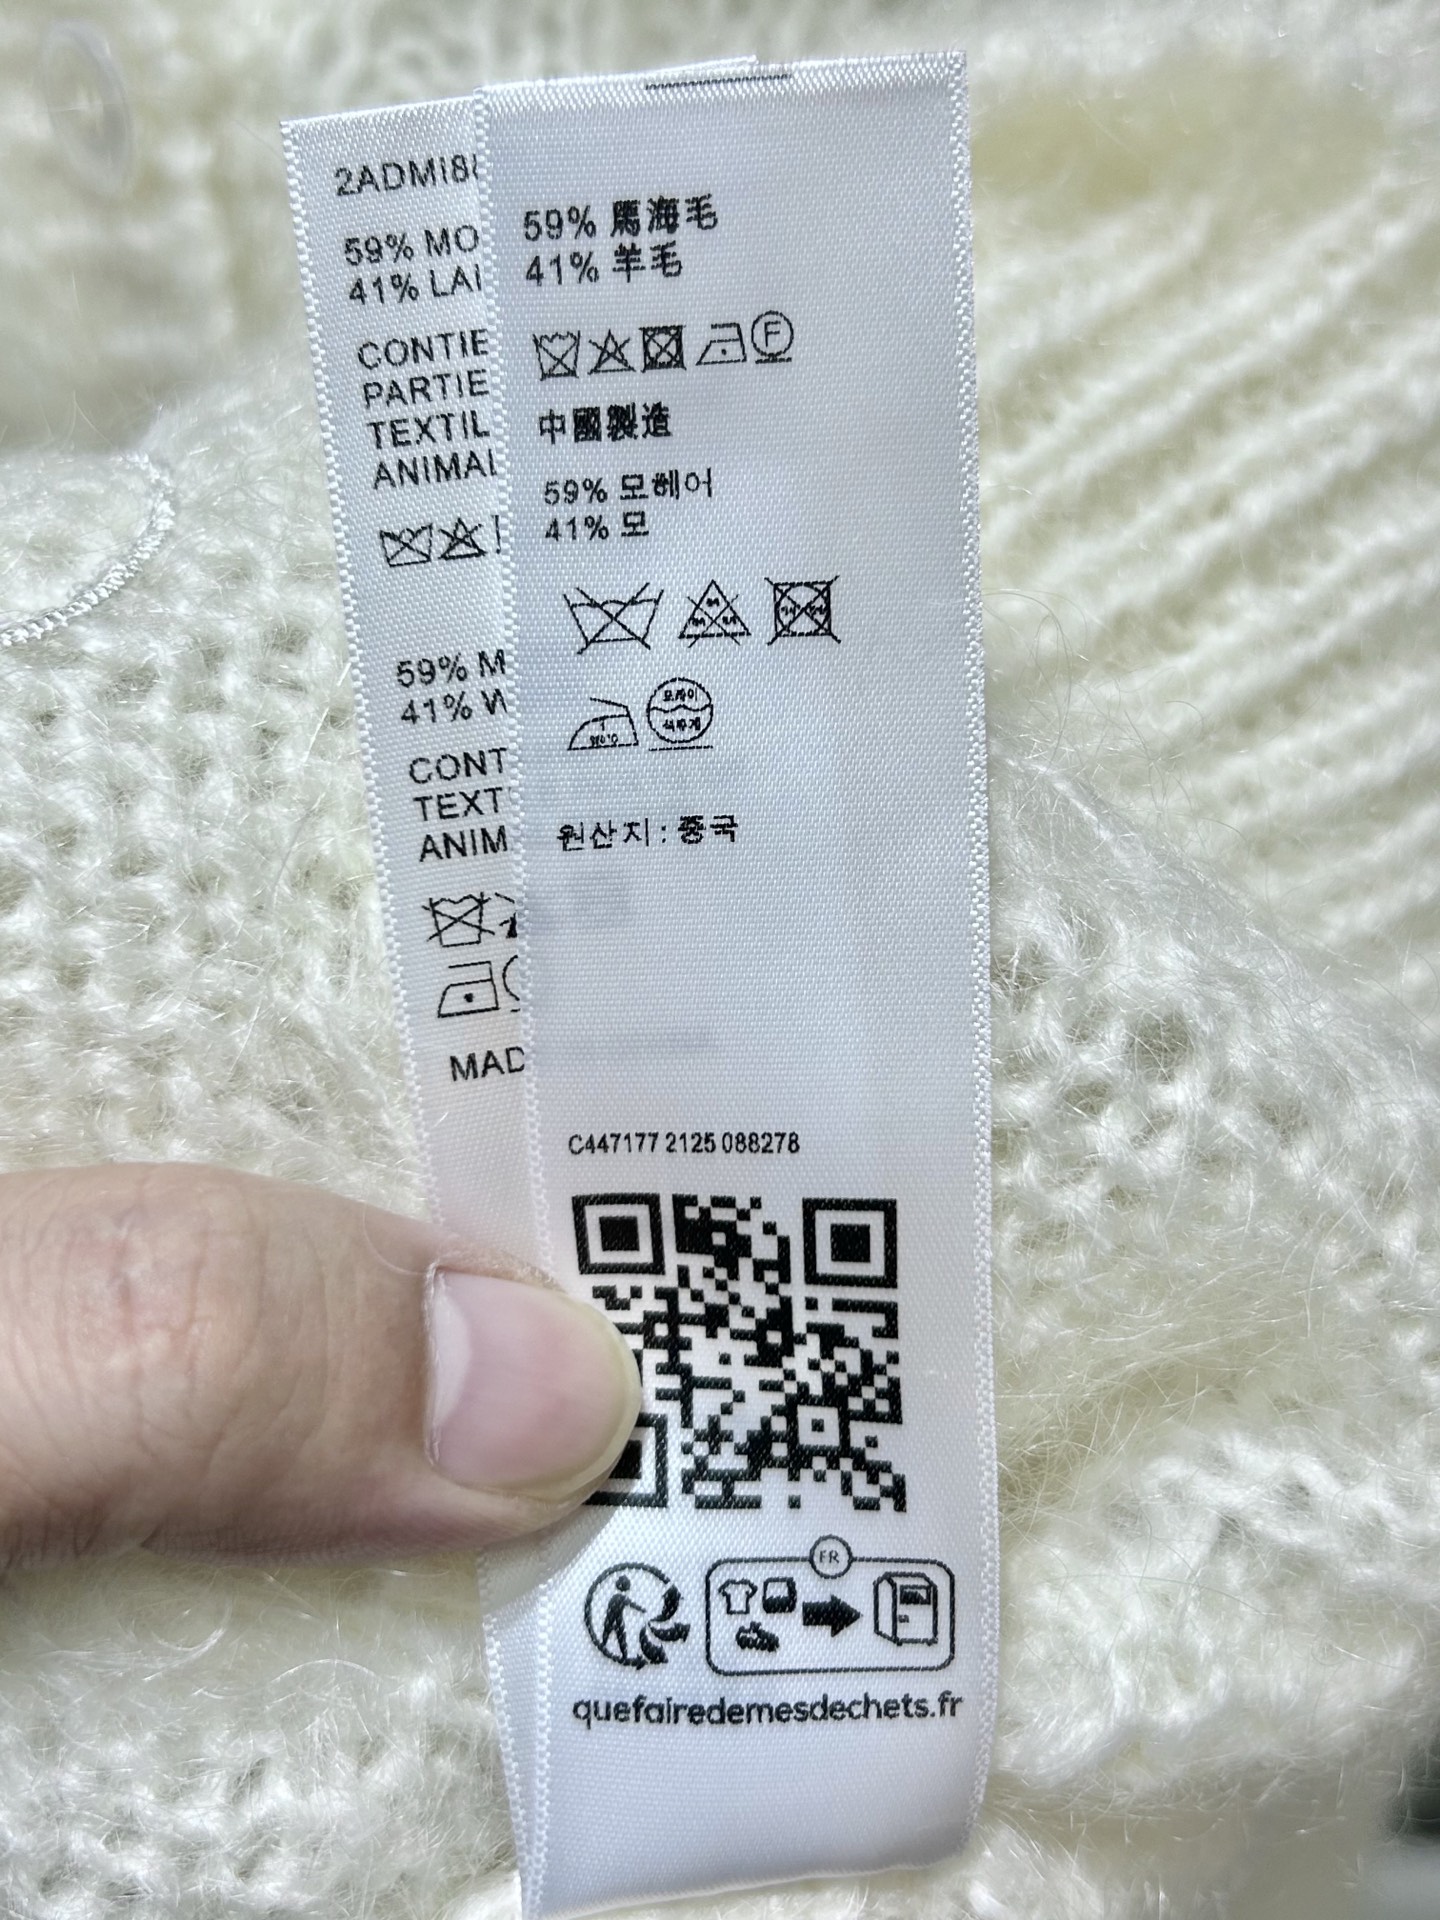 2ADMI8
59% MO
41% LAI
CONTIE
PARTIE
TEXTIL
ANIMAL
59% M
41% W
CONT
TEXT
ANIM
MAD
59% 馬海毛
41% 羊毛
F
中國製造
59% 모헤어
41% 모
원산지 : 중국
C447177 2125 088278
FR
quefairedemesdechets.fr